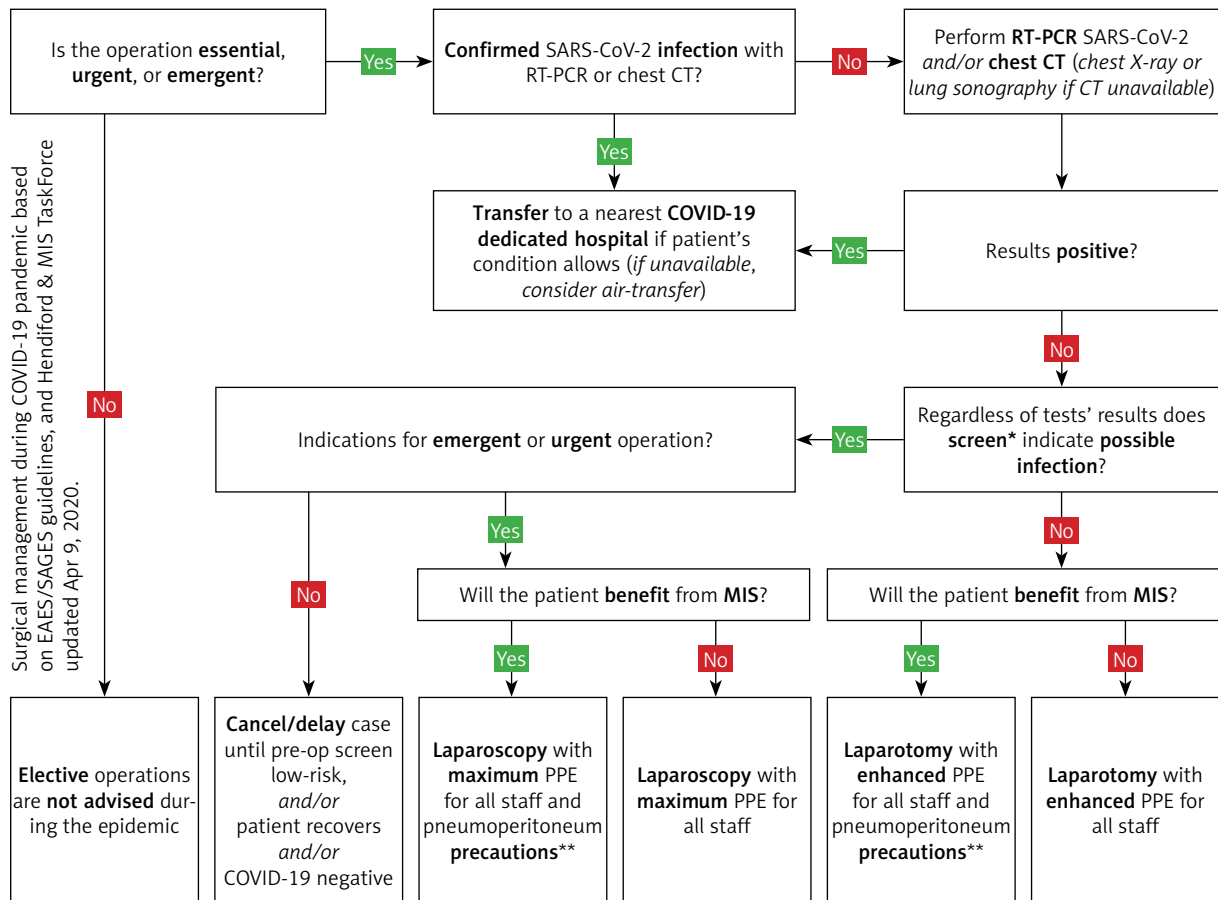 Is the operation essential,
urgent, or emergent?
Yes
Confirmed SARS-CoV-2 infection with
RT-PCR or chest CT?
No
Perform RT-PCR SARS-CoV-2
and/or chest CT (chest X-ray or
lung sonography if CT unavailable)
Yes
Transfer to a nearest COVID-19
dedicated hospital if patient's
condition allows (if unavailable,
consider air-transfer)
Yes
Results positive?
No
Surgical management during COVID-19 pandemic based
on EAES/SAGES guidelines, and Hendiford & MIS TaskForce
updated Apr 9, 2020.
No
Indications for emergent or urgent operation?
Yes
Regardless of tests' results does
screen* indicate possible
infection?
Yes
No
No
Will the patient benefit from MIS?
Will the patient benefit from MIS?
Yes
No
Yes
No
Elective operations
are not advised dur-
ing the epidemic
Cancel/delay case
until pre-op screen
low-risk,
and/or
patient recovers
and/or
COVID-19 negative
Laparoscopy with
maximum PPE
for all staff and
pneumoperitoneum
precautions**
Laparoscopy with
maximum PPE for
all staff
Laparotomy with
enhanced PPE
for all staff and
pneumoperitoneum
precautions**
Laparotomy with
enhanced PPE for
all staff